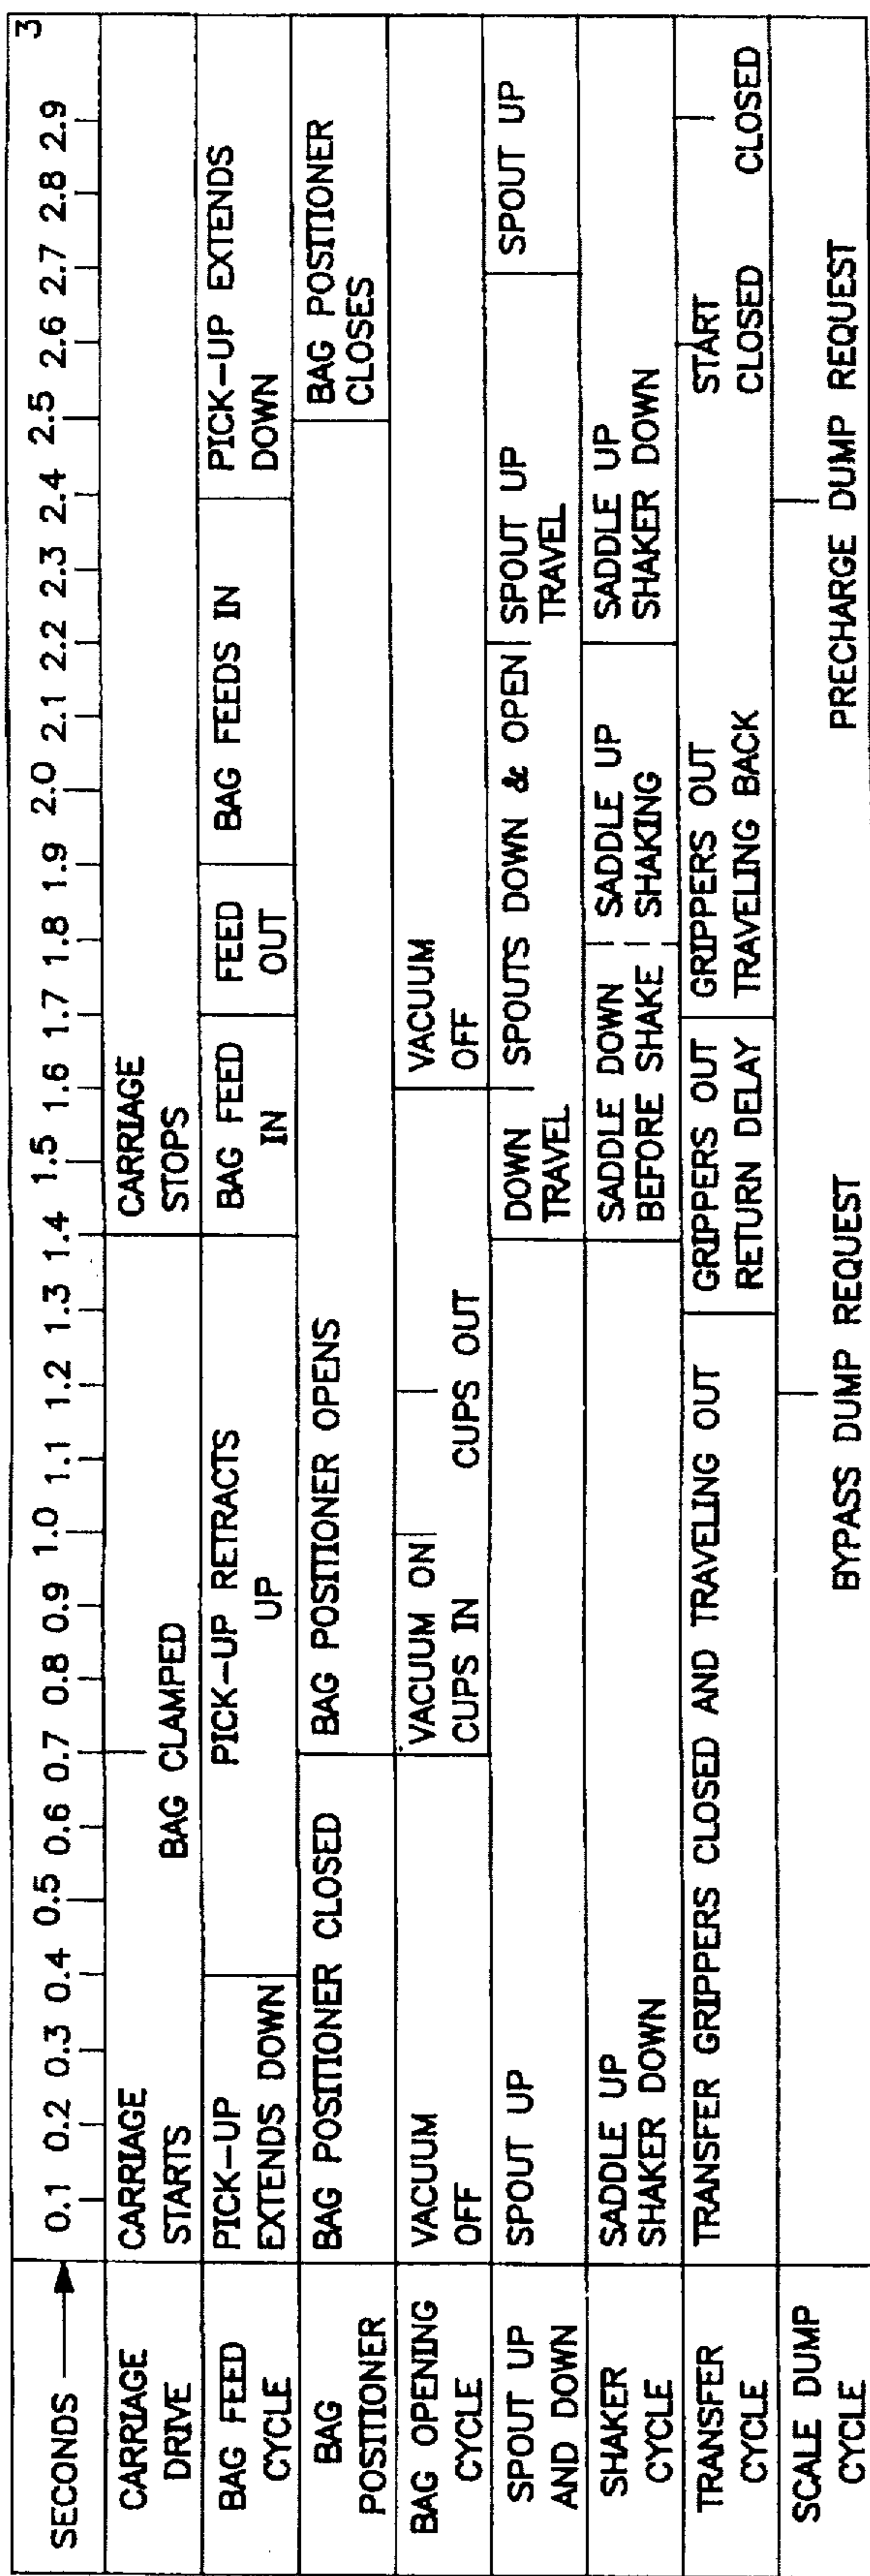 SECONDS
0.1 0.2 0.3 0.4 0.5 0.6 0.7 0.8 0.9 1.0 1.1 1.2 1.3 1.4 1.5 1.6 1.7 1.8 1.9 2.0 2.1 2.2 2.3 2.4 2.5 2.6 2.7 2.8 2.9 3
CARRIAGE
DRIVE
CARRIAGE
STARTS
BAG CLAMPED
CARRIAGE
STOPS
BAG FEED
CYCLE
PICK-UP
EXTENDS DOWN
PICK-UP RETRACTS
UP
BAG FEED
IN
FEED
OUT
BAG FEEDS IN
PICK-UP EXTENDS
DOWN
BAG
POSITIONER
BAG POSITIONER CLOSED
BAG POSITIONER OPENS
BAG POSITIONER
CLOSES
BAG OPENING
CYCLE
VACUUM
OFF
VACUUM ON
CUPS IN
CUPS OUT
VACUUM
OFF
SPOUT UP
AND DOWN
SPOUT UP
DOWN
TRAVEL
SPOUTS DOWN & OPEN
SPOUT UP
TRAVEL
SPOUT UP
SHAKER
CYCLE
SADDLE UP
SHAKER DOWN
SADDLE DOWN
BEFORE SHAKE
SADDLE UP
SHAKING
SADDLE UP
SHAKER DOWN
TRANSFER
CYCLE
TRANSFER GRIPPERS CLOSED AND TRAVELING OUT
GRIPPERS OUT
RETURN DELAY
GRIPPERS OUT
TRAVELING BACK
START
CLOSED
CLOSED
SCALE DUMP
CYCLE
BYPASS DUMP REQUEST
PRECHARGE DUMP REQUEST